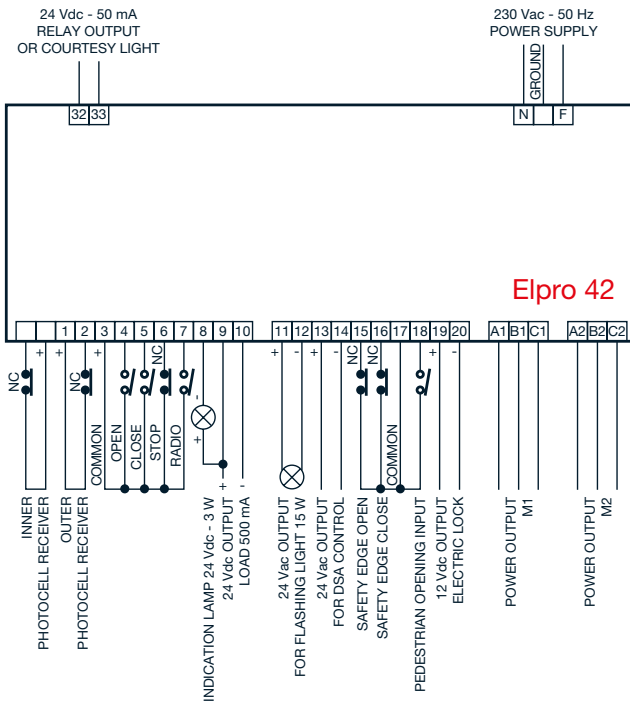 24 Vdc - 50 mA
RELAY OUTPUT
OR COURTESY LIGHT
230 Vac - 50 Hz
POWER SUPPLY
GROUND
32 33
N F
Elpro 42
1 2 3 4 5 6 7 8 9 10
11 12 13 14 15 16 17 18 19 20
A1 B1 C1
A2 B2 C2
+ + + NC
+ - + - NC NC + -
NC
NC
-
+
+ -
INNER
PHOTOCELL RECEIVER
OUTER
PHOTOCELL RECEIVER
COMMON
OPEN
CLOSE
STOP
RADIO
INDICATION LAMP 24 Vdc - 3 W
24 Vdc OUTPUT
LOAD 500 mA
24 Vac OUTPUT
FOR FLASHING LIGHT 15 W
24 Vac OUTPUT
FOR DSA CONTROL
SAFETY EDGE OPEN
SAFETY EDGE CLOSE
COMMON
PEDESTRIAN OPENING INPUT
12 Vdc OUTPUT
ELECTRIC LOCK
POWER OUTPUT
M1
POWER OUTPUT
M2